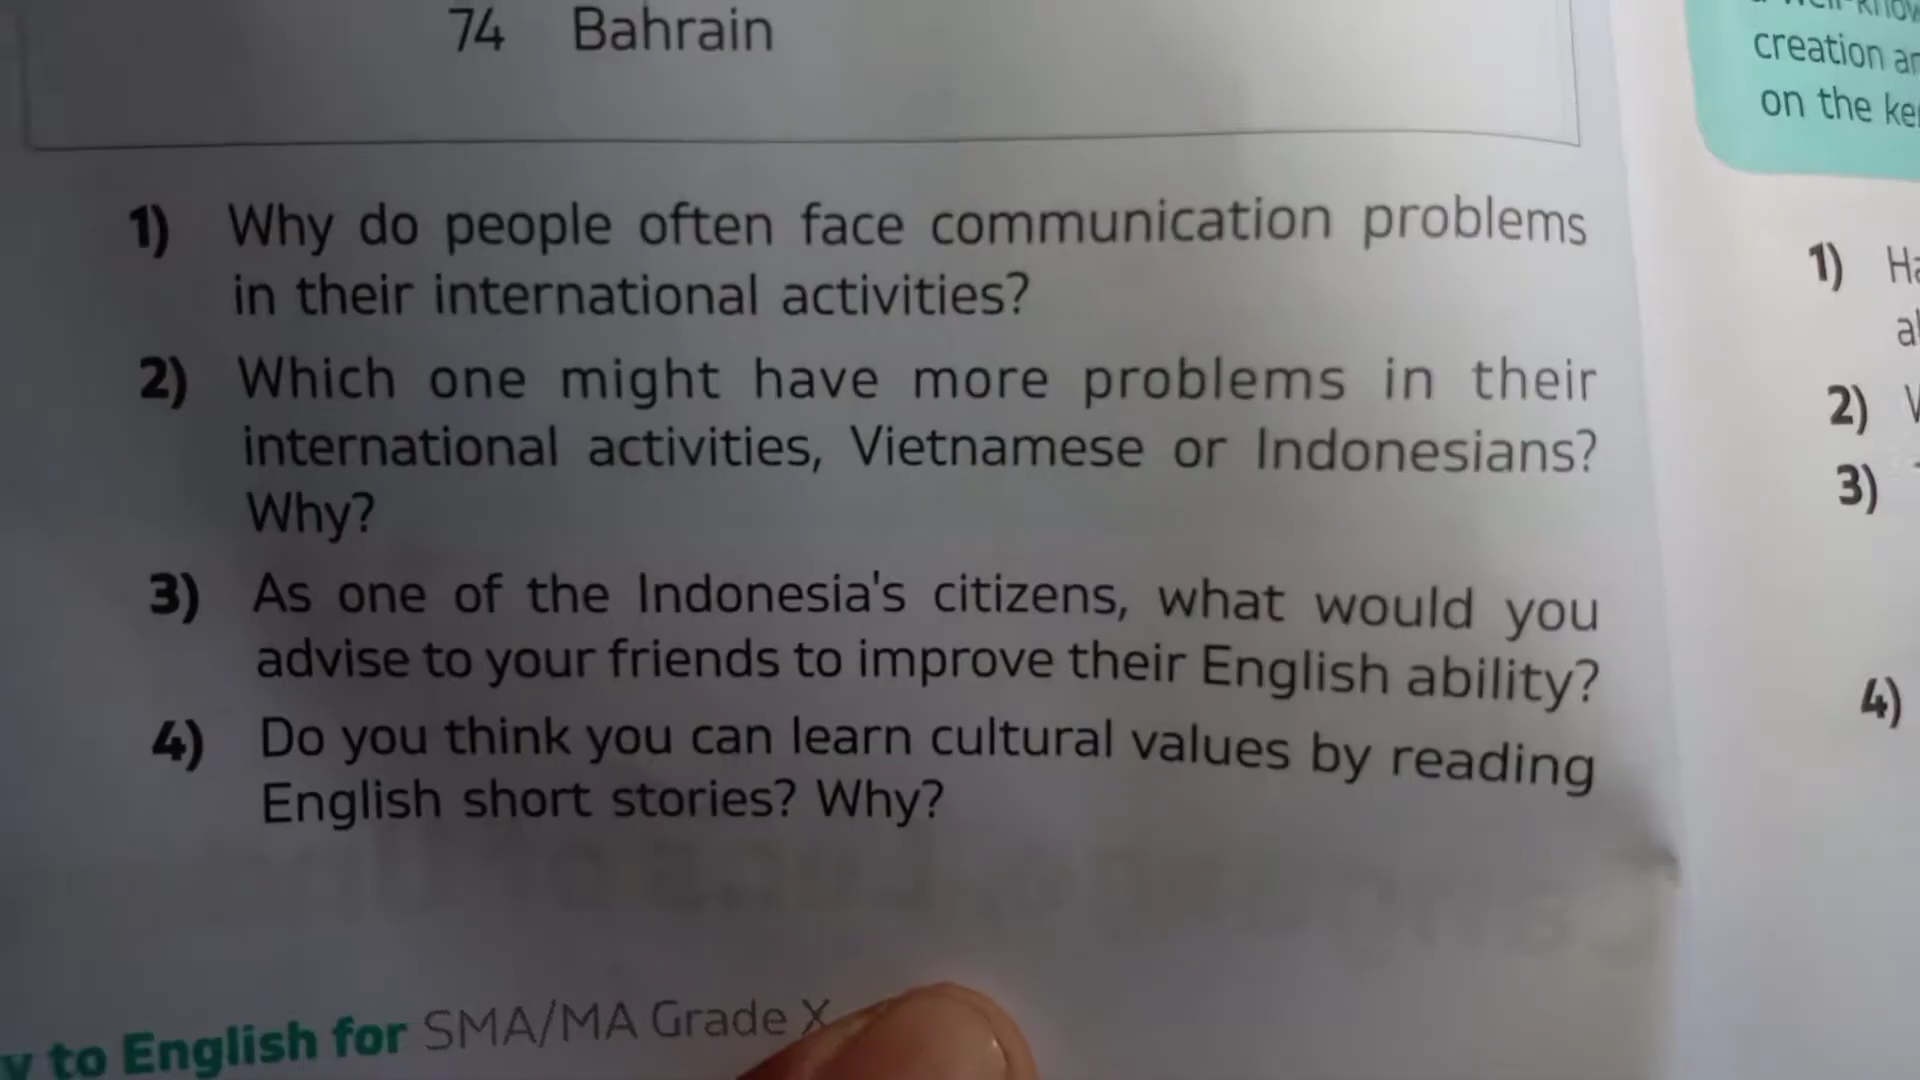 74 Bahrain
1) Why do people often face communication problems
in their international activities?
2) Which one might have more problems in their
international activities, Vietnamese or Indonesians?
Why?
3) As one of the Indonesia's citizens, what would you
advise to your friends to improve their English ability?
4) Do you think you can learn cultural values by reading
English short stories? Why?
to English for SMA/MA Grade X
creation
on the
1)
2)
3)
4)